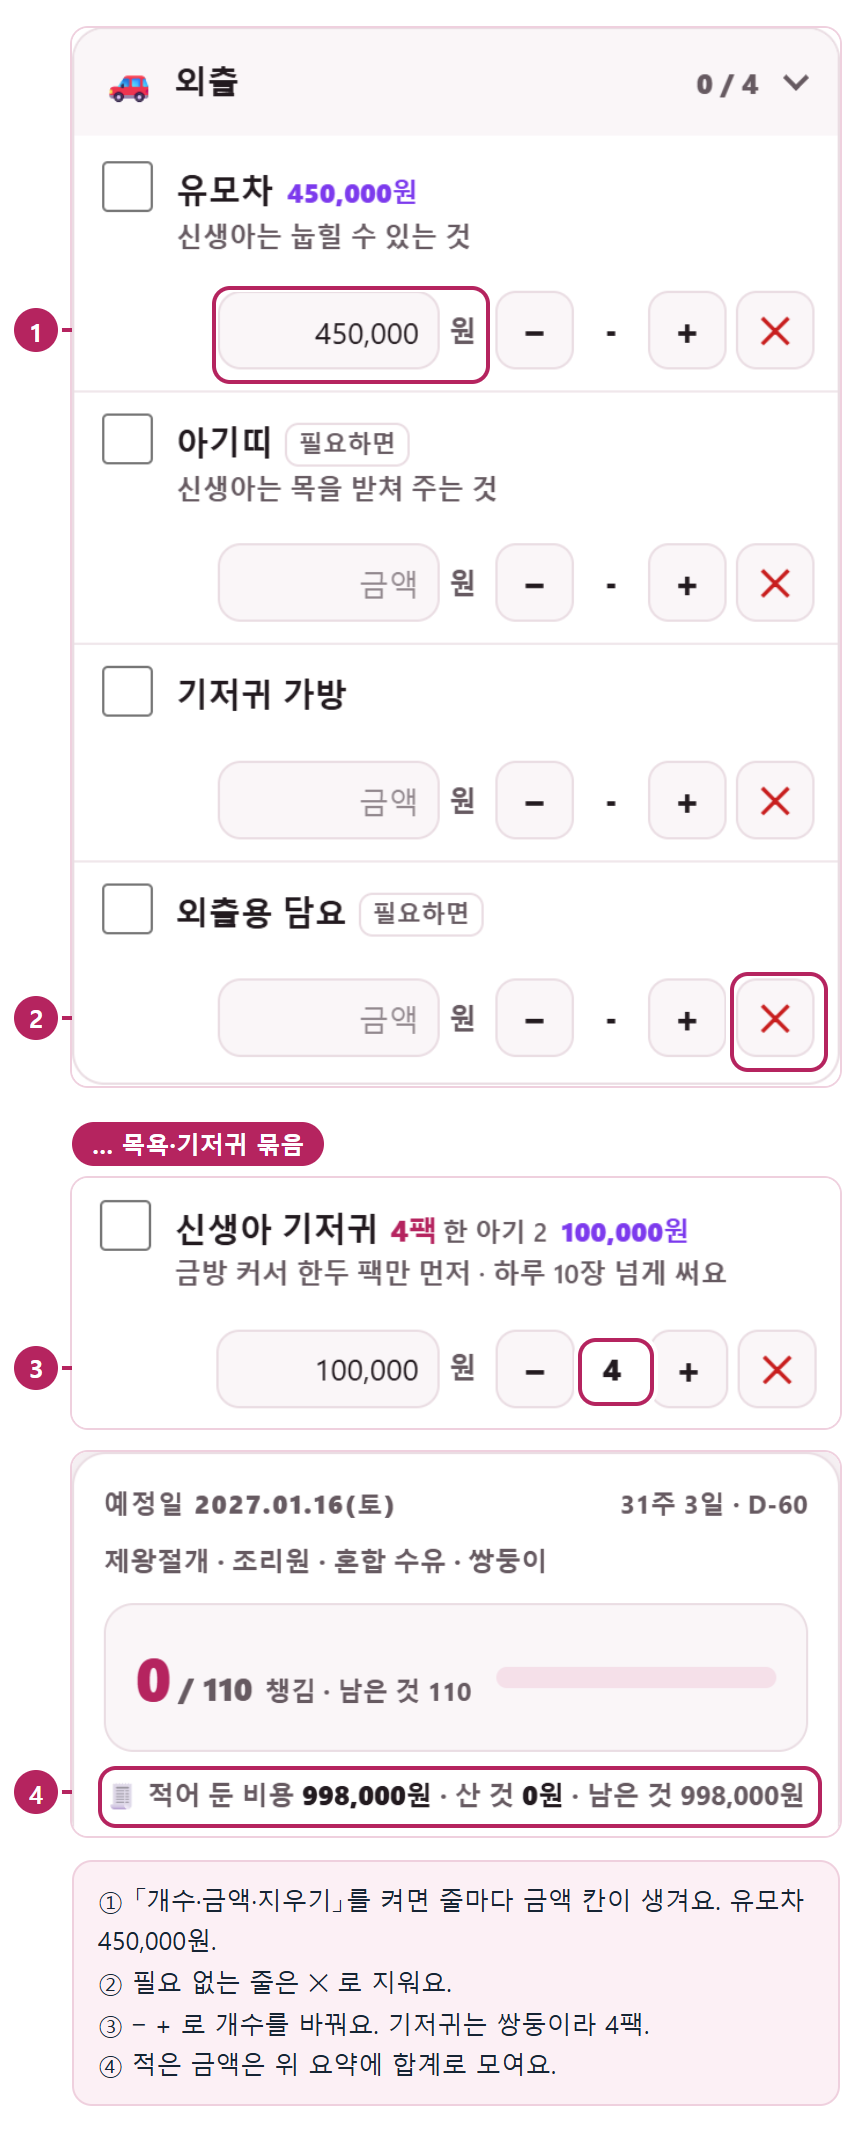 외출 0 / 4
유모차 450,000원
신생아는 눕힐 수 있는 것
1 450,000 원 − - +
아기띠 필요하면
신생아는 목을 받쳐 주는 것
금액 원 − - +
기저귀 가방
금액 원 − - +
외출용 담요 필요하면
2 금액 원 − - +
... 목욕·기저귀 묶음
신생아 기저귀 4팩 한 아기 2 100,000원
금방 커서 한두 팩만 먼저 · 하루 10장 넘게 써요
3 100,000 원 − 4 +
예정일 2027.01.16(토) 31주 3일 · D-60
제왕절개 · 조리원 · 혼합 수유 · 쌍둥이
0 / 110 챙김 · 남은 것 110
4 적어 둔 비용 998,000원 · 산 것 0원 · 남은 것 998,000원
① 「개수·금액·지우기」를 켜면 줄마다 금액 칸이 생겨요. 유모차
450,000원.
② 필요 없는 줄은 ✕ 로 지워요.
③ − + 로 개수를 바꿔요. 기저귀는 쌍둥이라 4팩.
④ 적은 금액은 위 요약에 합계로 모여요.